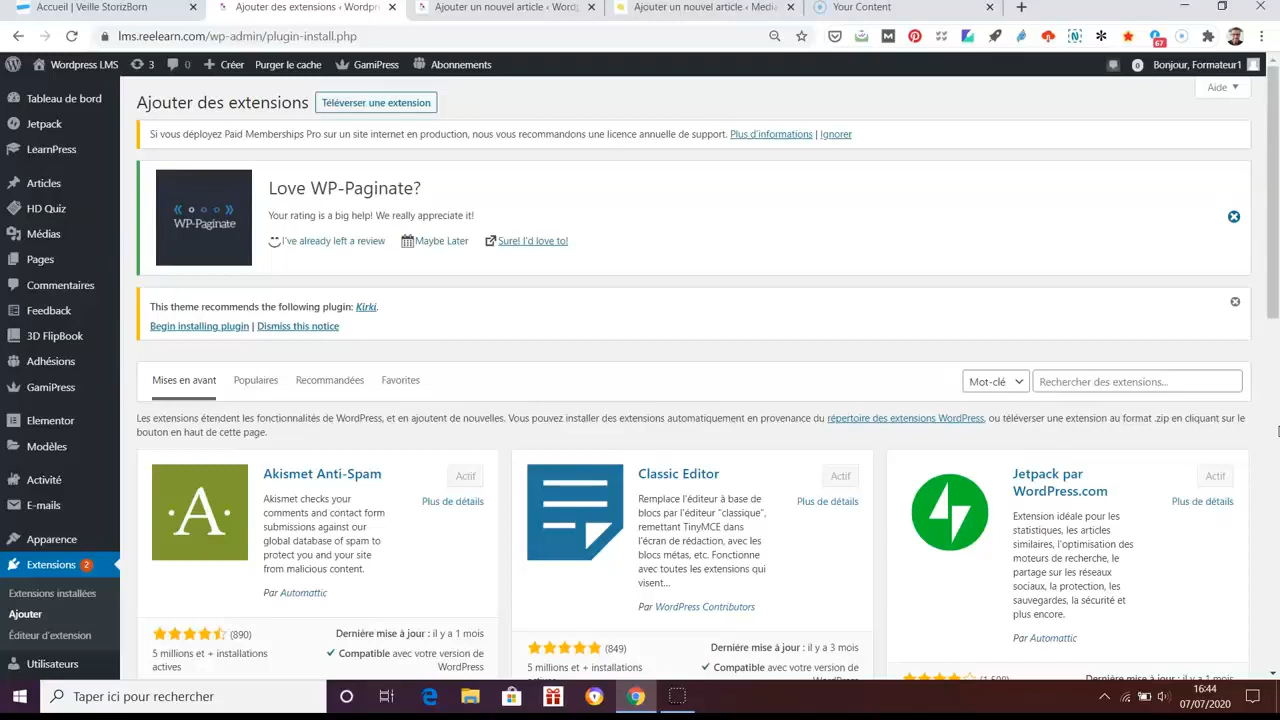 Accueil | Veille StorizBorn
Ajouter des extensions ‹ Wordpr
Ajouter un nouvel article ‹ Word
Ajouter un nouvel article ‹ Media
Your Content
lms.reelearn.com/wp-admin/plugin-install.php
67
Wordpress LMS
3
0
Créer
Purger le cache
GamiPress
Abonnements
0
Bonjour, Formateur1
Tableau de bord
Jetpack
LearnPress
Articles
HD Quiz
Médias
Pages
Commentaires
Feedback
3D FlipBook
Adhésions
GamiPress
Elementor
Modèles
Activité
E-mails
Apparence
Extensions 2
Extensions installées
Ajouter
Éditeur d'extension
Utilisateurs
Ajouter des extensions
Téléverser une extension
Aide
Si vous déployez Paid Memberships Pro sur un site internet en production, nous vous recommandons une licence annuelle de support. Plus d'informations | Ignorer
WP-Paginate
Love WP-Paginate?
Your rating is a big help! We really appreciate it!
I've already left a review
Maybe Later
Sure! I'd love to!
This theme recommends the following plugin: Kirki.
Begin installing plugin | Dismiss this notice
Mises en avant
Populaires
Recommandées
Favorites
Mot-clé
Rechercher des extensions...
Les extensions étendent les fonctionnalités de WordPress, et en ajoutent de nouvelles. Vous pouvez installer des extensions automatiquement en provenance du répertoire des extensions WordPress, ou téléverser une extension au format .zip en cliquant sur le
bouton en haut de cette page.
A
Akismet Anti-Spam
Actif
Plus de détails
Akismet checks your
comments and contact form
submissions against our
global database of spam to
protect you and your site
from malicious content.
Par Automattic
(890)
5 millions et + installations
actives
Dernière mise à jour : il y a 1 mois
Compatible avec votre version de
WordPress
Classic Editor
Actif
Plus de détails
Remplace l'éditeur à base de
blocs par l'éditeur "classique",
remettant TinyMCE dans
l'écran de rédaction, avec les
blocs métas, etc. Fonctionne
avec toutes les extensions qui
visent...
Par WordPress Contributors
(849)
5 millions et + installations
Dernière mise à jour : il y a 3 mois
Compatible avec votre version de
Jetpack par
WordPress.com
Actif
Plus de détails
Extension idéale pour les
statistiques, les articles
similaires, l'optimisation des
moteurs de recherche, le
partage sur les réseaux
sociaux, la protection, les
sauvegardes, la sécurité et
plus encore.
Par Automattic
Taper ici pour rechercher
16:44
07/07/2020